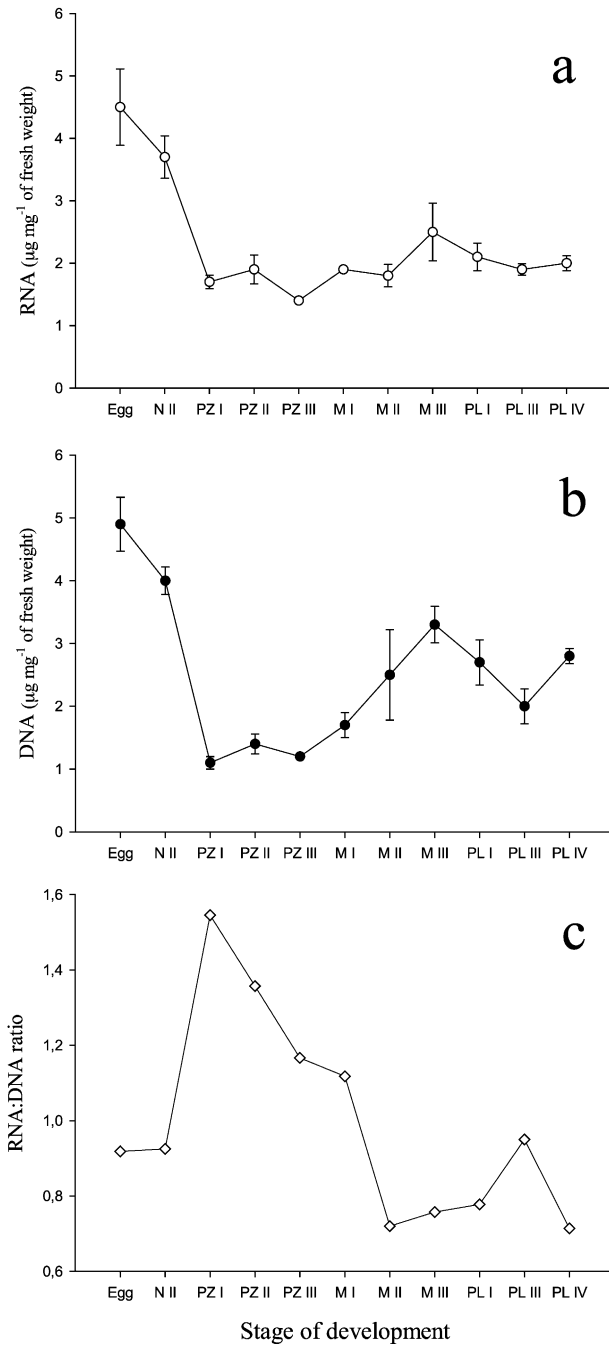 a
RNA (µg mg⁻¹ of fresh weight)
6
5
4
3
2
1
0
Egg N II PZ I PZ II PZ III M I M II M III PL I PL III PL IV
b
DNA (µg mg⁻¹ of fresh weight)
6
5
4
3
2
1
0
Egg N II PZ I PZ II PZ III M I M II M III PL I PL III PL IV
c
RNA:DNA ratio
1,6
1,4
1,2
1,0
0,8
0,6
Egg N II PZ I PZ II PZ III M I M II M III PL I PL III PL IV
Stage of development